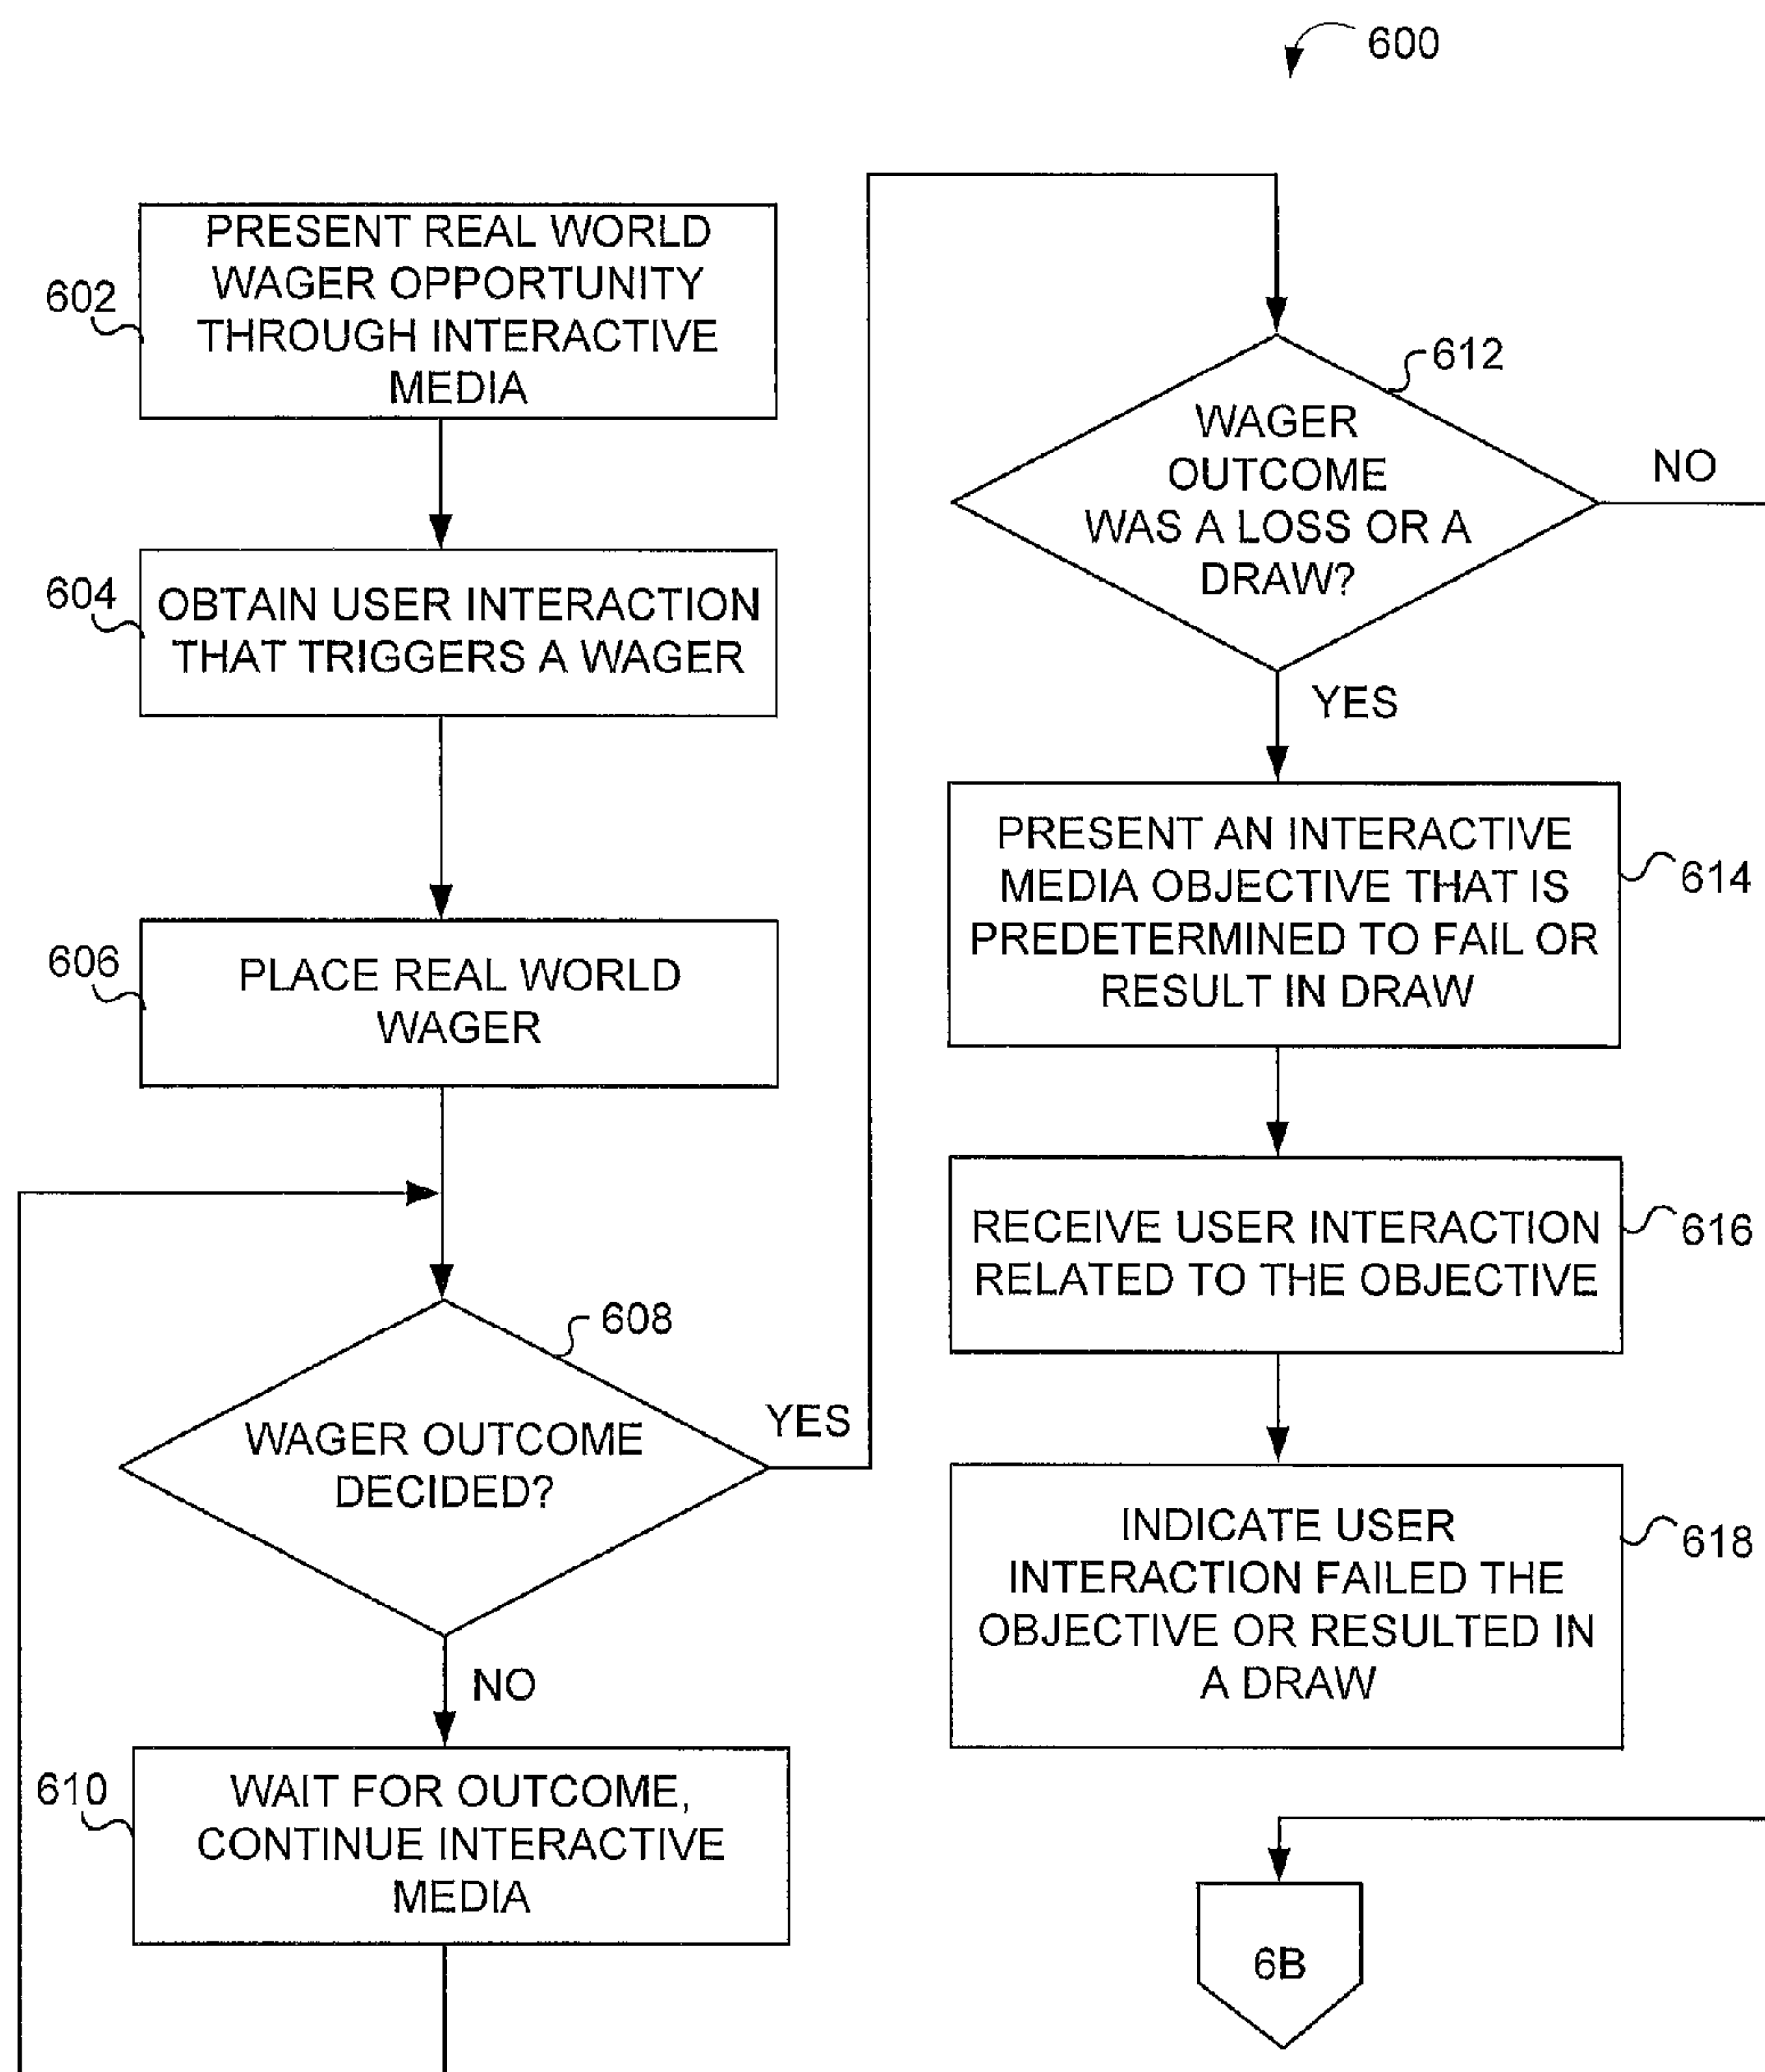 600
602
PRESENT REAL WORLD
WAGER OPPORTUNITY
THROUGH INTERACTIVE
MEDIA
604
OBTAIN USER INTERACTION
THAT TRIGGERS A WAGER
606
PLACE REAL WORLD
WAGER
608
WAGER OUTCOME
DECIDED?
YES
NO
610
WAIT FOR OUTCOME,
CONTINUE INTERACTIVE
MEDIA
612
WAGER
OUTCOME
WAS A LOSS OR A
DRAW?
NO
YES
PRESENT AN INTERACTIVE
MEDIA OBJECTIVE THAT IS
PREDETERMINED TO FAIL OR
RESULT IN DRAW
614
RECEIVE USER INTERACTION
RELATED TO THE OBJECTIVE
616
INDICATE USER
INTERACTION FAILED THE
OBJECTIVE OR RESULTED IN
A DRAW
618
6B